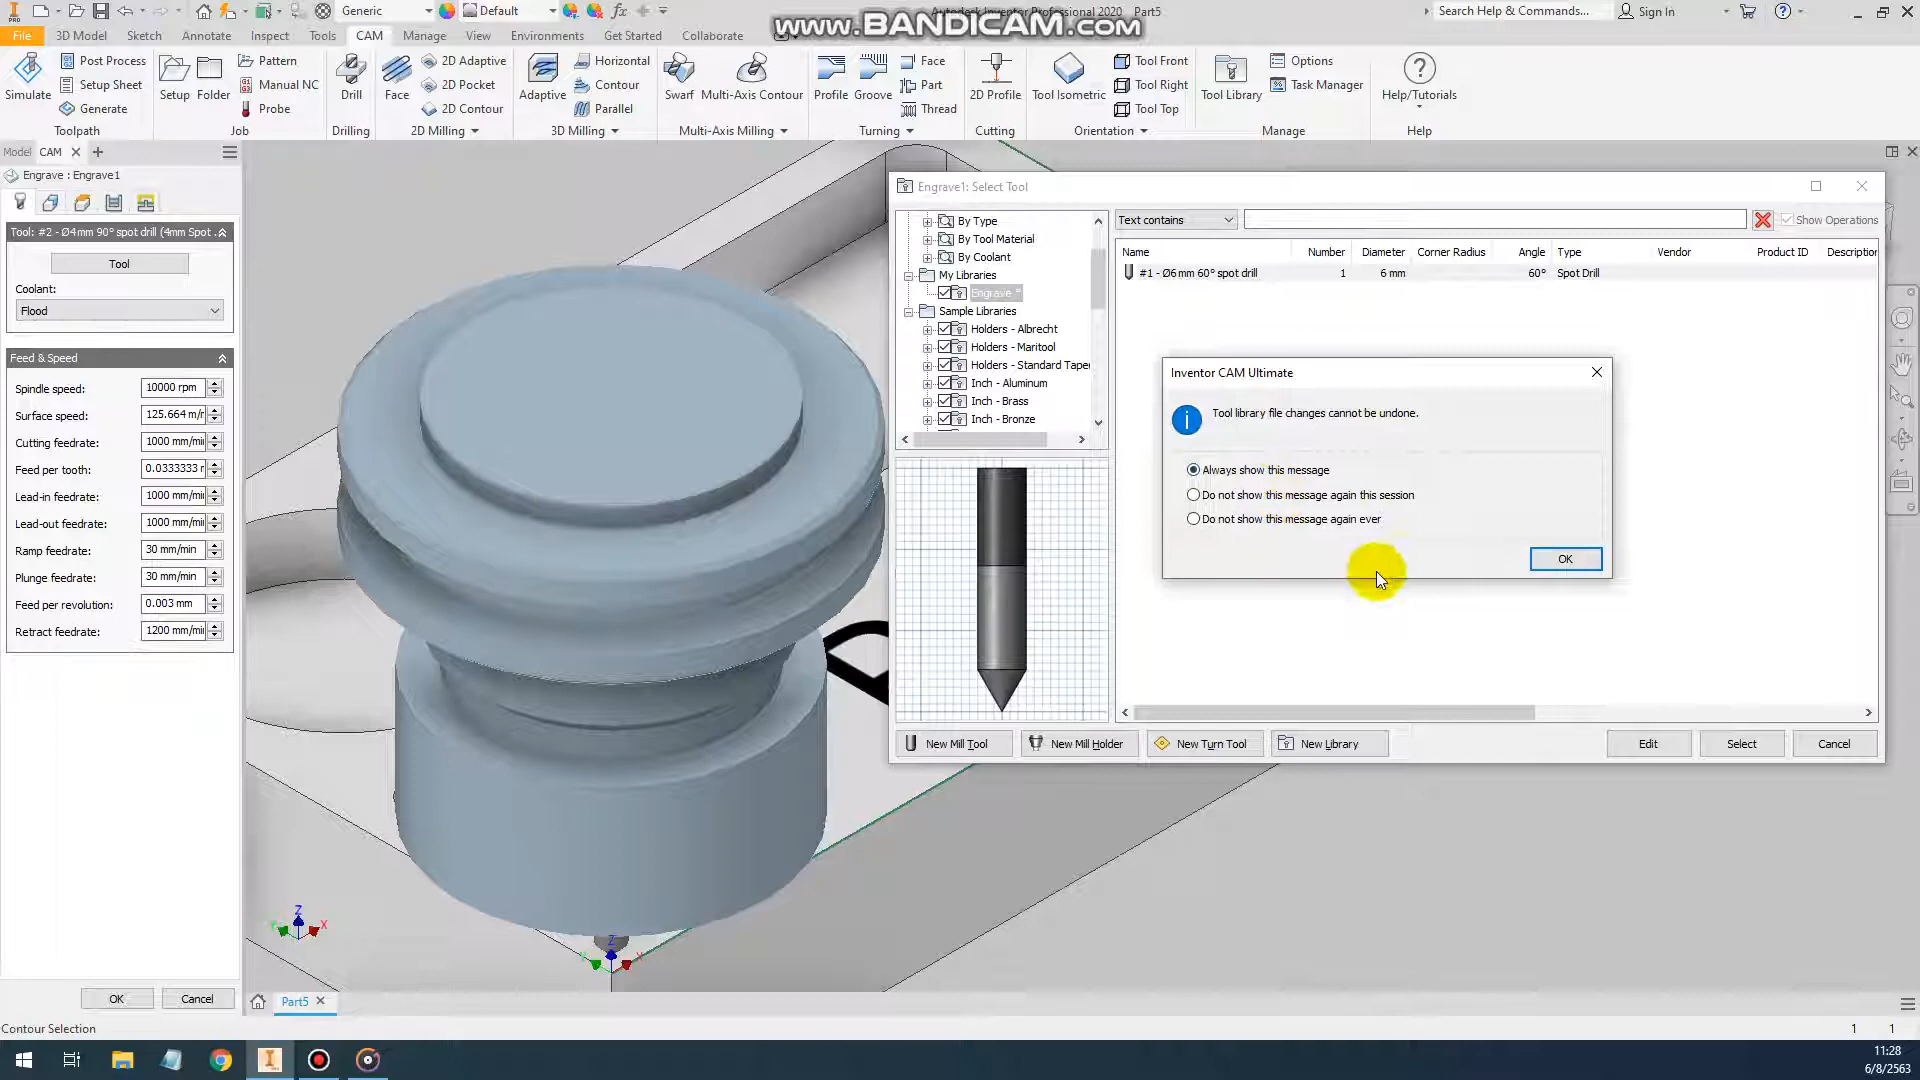 Generic
Default
Autodesk Inventor Professional 2020 Part5
www.BANDICAM.com
Search Help & Commands...
Sign In
File
3D Model
Sketch
Annotate
Inspect
Tools
CAM
Manage
View
Environments
Get Started
Collaborate
Simulate
Post Process
Setup Sheet
Generate
Toolpath
Setup
Folder
Pattern
Manual NC
Probe
Job
Drill
Drilling
Face
2D Adaptive
2D Pocket
2D Contour
2D Milling
Adaptive
Horizontal
Contour
Parallel
3D Milling
Swarf
Multi-Axis Contour
Multi-Axis Milling
Profile
Groove
Face
Part
Thread
Turning
2D Profile
Cutting
Tool Isometric
Tool Front
Tool Right
Tool Top
Orientation
Tool Library
Options
Task Manager
Manage
Help/Tutorials
Help
Model
CAM
Engrave : Engrave1
Tool: #2 - Ø4mm 90° spot drill (4mm Spot ..
Tool
Coolant:
Flood
Feed & Speed
Spindle speed: 10000 rpm
Surface speed: 125.664 m/r
Cutting feedrate: 1000 mm/mi
Feed per tooth: 0.0333333 r
Lead-in feedrate: 1000 mm/mi
Lead-out feedrate: 1000 mm/mi
Ramp feedrate: 30 mm/min
Plunge feedrate: 30 mm/min
Feed per revolution: 0.003 mm
Retract feedrate: 1200 mm/mi
OK
Cancel
Engrave1: Select Tool
By Type
By Tool Material
By Coolant
My Libraries
Engrave *
Sample Libraries
Holders - Albrecht
Holders - Maritool
Holders - Standard Tape
Inch - Aluminum
Inch - Brass
Inch - Bronze
Text contains
Show Operations
Name Number Diameter Corner Radius Angle Type Vendor Product ID Description
#1 - Ø6 mm 60° spot drill 1 6 mm 60° Spot Drill
Inventor CAM Ultimate
Tool library file changes cannot be undone.
Always show this message
Do not show this message again this session
Do not show this message again ever
OK
New Mill Tool
New Mill Holder
New Turn Tool
New Library
Edit
Select
Cancel
Z
X
Y
Z
X
Y
Part5
Contour Selection
1 1
11:28
6/8/2563